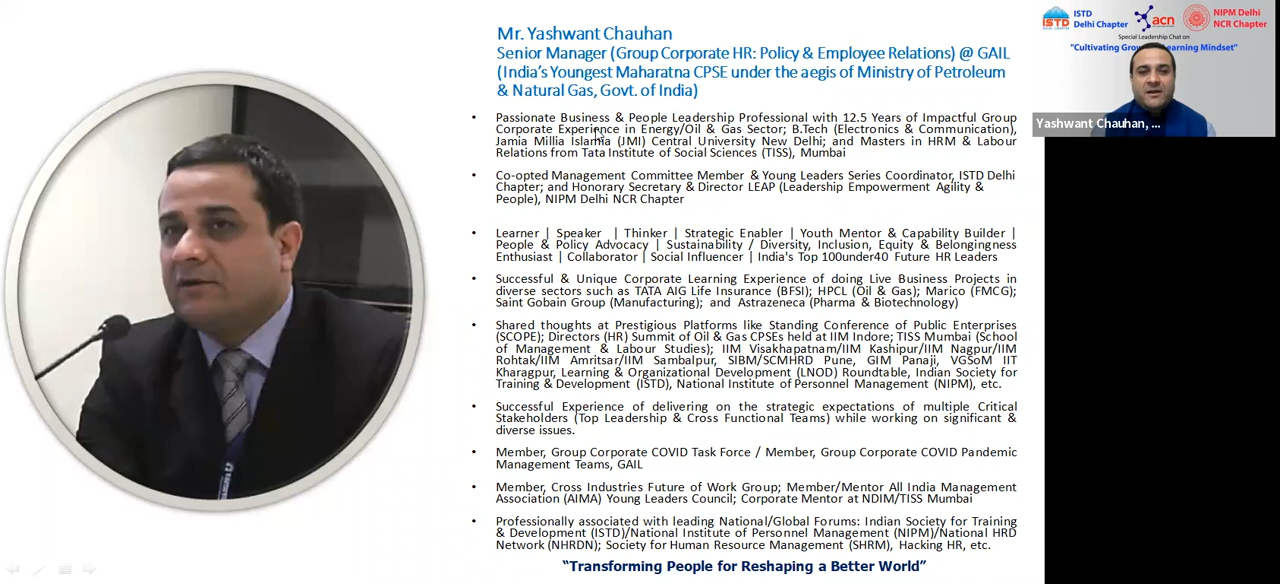 Mr. Yashwant Chauhan
Senior Manager (Group Corporate HR: Policy & Employee Relations) @ GAIL
(India's Youngest Maharatna CPSE under the aegis of Ministry of Petroleum
& Natural Gas, Govt. of India)
• Passionate Business & People Leadership Professional with 12.5 Years of Impactful Group
Corporate Experience in Energy/Oil & Gas Sector; B.Tech (Electronics & Communication),
Jamia Millia Islamia (JMI) Central University New Delhi; and Masters in HRM & Labour
Relations from Tata Institute of Social Sciences (TISS), Mumbai
• Co-opted Management Committee Member & Young Leaders Series Coordinator, ISTD Delhi
Chapter; and Honorary Secretary & Director LEAP (Leadership Empowerment Agility &
People), NIPM Delhi NCR Chapter
• Learner | Speaker | Thinker | Strategic Enabler | Youth Mentor & Capability Builder |
People & Policy Advocacy | Sustainability / Diversity, Inclusion, Equity & Belongingness
Enthusiast | Collaborator | Social Influencer | India's Top 100under40 Future HR Leaders
• Successful & Unique Corporate Learning Experience of doing Live Business Projects in
diverse sectors such as TATA AIG Life Insurance (BFSI); HPCL (Oil & Gas); Marico (FMCG);
Saint Gobain Group (Manufacturing); and Astrazeneca (Pharma & Biotechnology)
• Shared thoughts at Prestigious Platforms like Standing Conference of Public Enterprises
(SCOPE); Directors (HR) Summit of Oil & Gas CPSEs held at IIM Indore; TISS Mumbai (School
of Management & Labour Studies); IIM Visakhapatnam/IIM Kashipur/IIM Nagpur/IIM
Rohtak/IIM Amritsar/IIM Sambalpur, SIBM/SCMHRD Pune, GIM Panaji, VGSoM IIT
Kharagpur, Learning & Organizational Development (LNOD) Roundtable, Indian Society for
Training & Development (ISTD), National Institute of Personnel Management (NIPM), etc.
• Successful Experience of delivering on the strategic expectations of multiple Critical
Stakeholders (Top Leadership & Cross Functional Teams) while working on significant &
diverse issues.
• Member, Group Corporate COVID Task Force / Member, Group Corporate COVID Pandemic
Management Teams, GAIL
• Member, Cross Industries Future of Work Group; Member/Mentor All India Management
Association (AIMA) Young Leaders Council; Corporate Mentor at NDIM/TISS Mumbai
• Professionally associated with leading National/Global Forums: Indian Society for Training
& Development (ISTD)/National Institute of Personnel Management (NIPM)/National HRD
Network (NHRDN); Society for Human Resource Management (SHRM), Hacking HR, etc.
"Transforming People for Reshaping a Better World"
ISTD
ISTD
Delhi Chapter
acn
NIPM Delhi
NCR Chapter
Special Leadership Chat on
"Cultivating Learning Mindset"
Yashwant Chauhan, ...